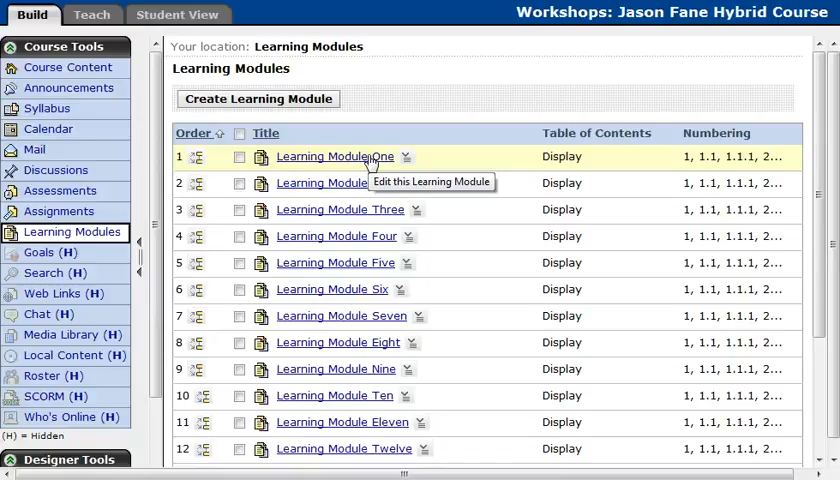 Build Teach Student View Workshops: Jason Fane Hybrid Course
Course Tools
Course Content
Announcements
Syllabus
Calendar
Mail
Discussions
Assessments
Assignments
Learning Modules
Goals (H)
Search (H)
Web Links (H)
Chat (H)
Media Library (H)
Local Content (H)
Roster (H)
SCORM (H)
Who's Online (H)
(H) = Hidden
Designer Tools
Your location: Learning Modules
Learning Modules
Create Learning Module
Order Title Table of Contents Numbering
1 Learning Module One Display 1, 1.1, 1.1.1, 2...
Edit this Learning Module
2 Learning Module Display 1, 1.1, 1.1.1, 2...
3 Learning Module Three Display 1, 1.1, 1.1.1, 2...
4 Learning Module Four Display 1, 1.1, 1.1.1, 2...
5 Learning Module Five Display 1, 1.1, 1.1.1, 2...
6 Learning Module Six Display 1, 1.1, 1.1.1, 2...
7 Learning Module Seven Display 1, 1.1, 1.1.1, 2...
8 Learning Module Eight Display 1, 1.1, 1.1.1, 2...
9 Learning Module Nine Display 1, 1.1, 1.1.1, 2...
10 Learning Module Ten Display 1, 1.1, 1.1.1, 2...
11 Learning Module Eleven Display 1, 1.1, 1.1.1, 2...
12 Learning Module Twelve Display 1, 1.1, 1.1.1, 2...